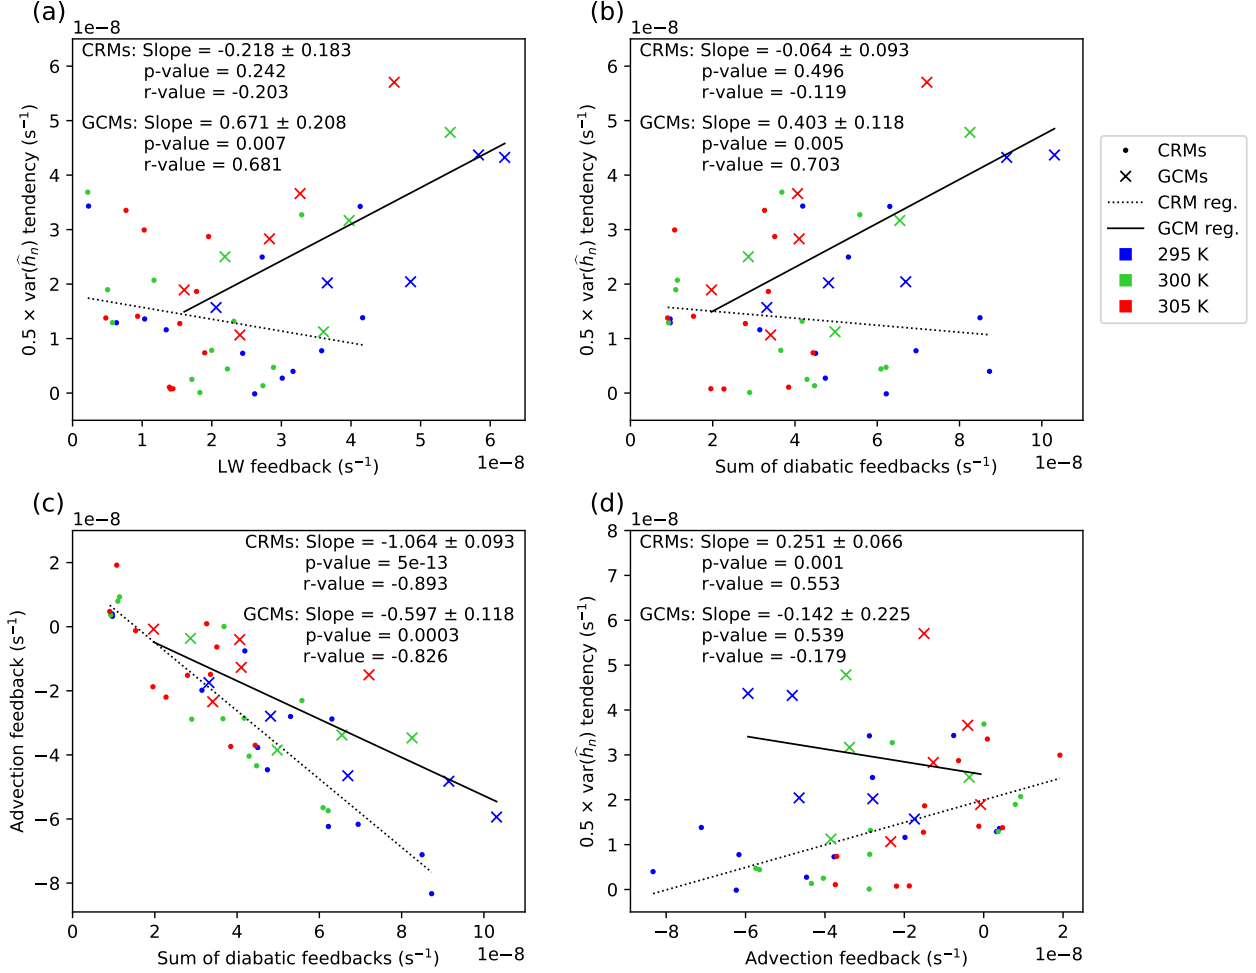 (a)
1e−8
CRMs: Slope = -0.218 ± 0.183
p-value = 0.242
r-value = -0.203
GCMs: Slope = 0.671 ± 0.208
p-value = 0.007
r-value = 0.681
0.5 × var(ĥₙ) tendency (s⁻¹)
6
5
4
3
2
1
0
0 1 2 3 4 5 6
LW feedback (s⁻¹)
1e−8
(b)
1e−8
CRMs: Slope = -0.064 ± 0.093
p-value = 0.496
r-value = -0.119
GCMs: Slope = 0.403 ± 0.118
p-value = 0.005
r-value = 0.703
0.5 × var(ĥₙ) tendency (s⁻¹)
6
5
4
3
2
1
0
0 2 4 6 8 10
Sum of diabatic feedbacks (s⁻¹)
1e−8
CRMs
GCMs
CRM reg.
GCM reg.
295 K
300 K
305 K
(c)
1e−8
CRMs: Slope = -1.064 ± 0.093
p-value = 5e-13
r-value = -0.893
GCMs: Slope = -0.597 ± 0.118
p-value = 0.0003
r-value = -0.826
Advection feedback (s⁻¹)
2
0
−2
−4
−6
−8
0 2 4 6 8 10
Sum of diabatic feedbacks (s⁻¹)
1e−8
(d)
1e−8
CRMs: Slope = 0.251 ± 0.066
p-value = 0.001
r-value = 0.553
GCMs: Slope = -0.142 ± 0.225
p-value = 0.539
r-value = -0.179
0.5 × var(ĥₙ) tendency (s⁻¹)
8
7
6
5
4
3
2
1
0
−8 −6 −4 −2 0 2
Advection feedback (s⁻¹)
1e−8